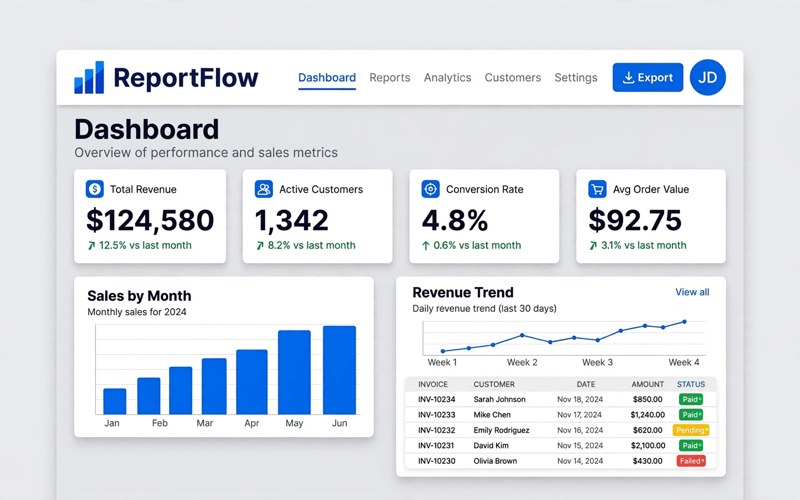 ReportFlow
Dashboard Reports Analytics Customers Settings Export JD
Dashboard
Overview of performance and sales metrics
Total Revenue
$124,580
12.5% vs last month
Active Customers
1,342
8.2% vs last month
Conversion Rate
4.8%
0.6% vs last month
Avg Order Value
$92.75
3.1% vs last month
Sales by Month
Monthly sales for 2024
Jan Feb Mar Apr May Jun
Revenue Trend
View all
Daily revenue trend (last 30 days)
Week 1 Week 2 Week 3 Week 4
INVOICE CUSTOMER DATE AMOUNT STATUS
INV-10234 Sarah Johnson Nov 18, 2024 $850.00 Paid
INV-10233 Mike Chen Nov 17, 2024 $1,240.00 Paid
INV-10232 Emily Rodriguez Nov 16, 2024 $620.00 Pending
INV-10231 David Kim Nov 15, 2024 $2,100.00 Paid
INV-10230 Olivia Brown Nov 14, 2024 $430.00 Failed